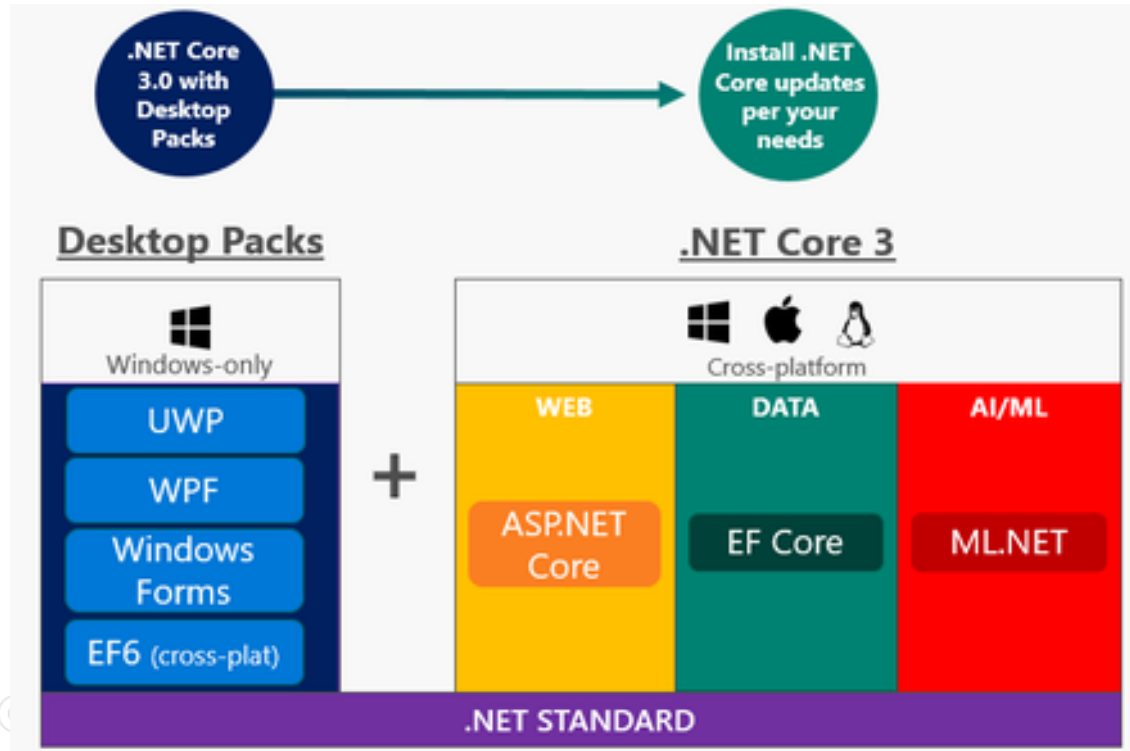 .NET Core
3.0 with
Desktop
Packs
Install .NET
Core updates
per your
needs
Desktop Packs
.NET Core 3
Windows-only
Cross-platform
UWP
WPF
Windows
Forms
EF6 (cross-plat)
+
WEB
ASP.NET
Core
DATA
EF Core
AI/ML
ML.NET
.NET STANDARD